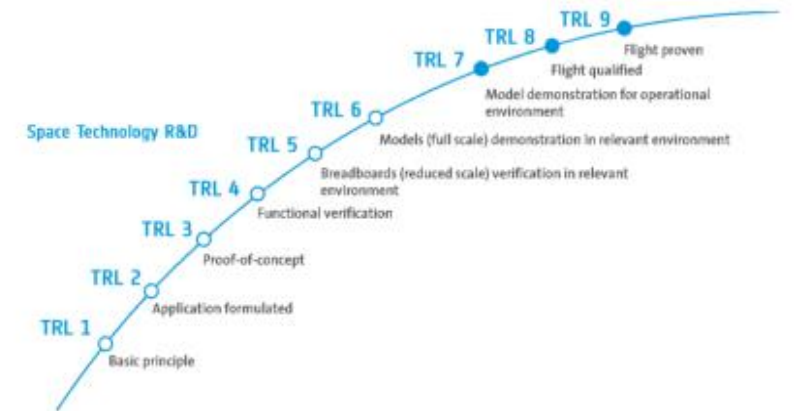 TRL 9
Flight proven
TRL 8
Flight qualified
TRL 7
Model demonstration for operational
environment
TRL 6
Models (full scale) demonstration in relevant environment
Space Technology R&D
TRL 5
Breadboards (reduced scale) verification in relevant
environment
TRL 4
Functional verification
TRL 3
Proof-of-concept
TRL 2
Application formulated
TRL 1
Basic principle